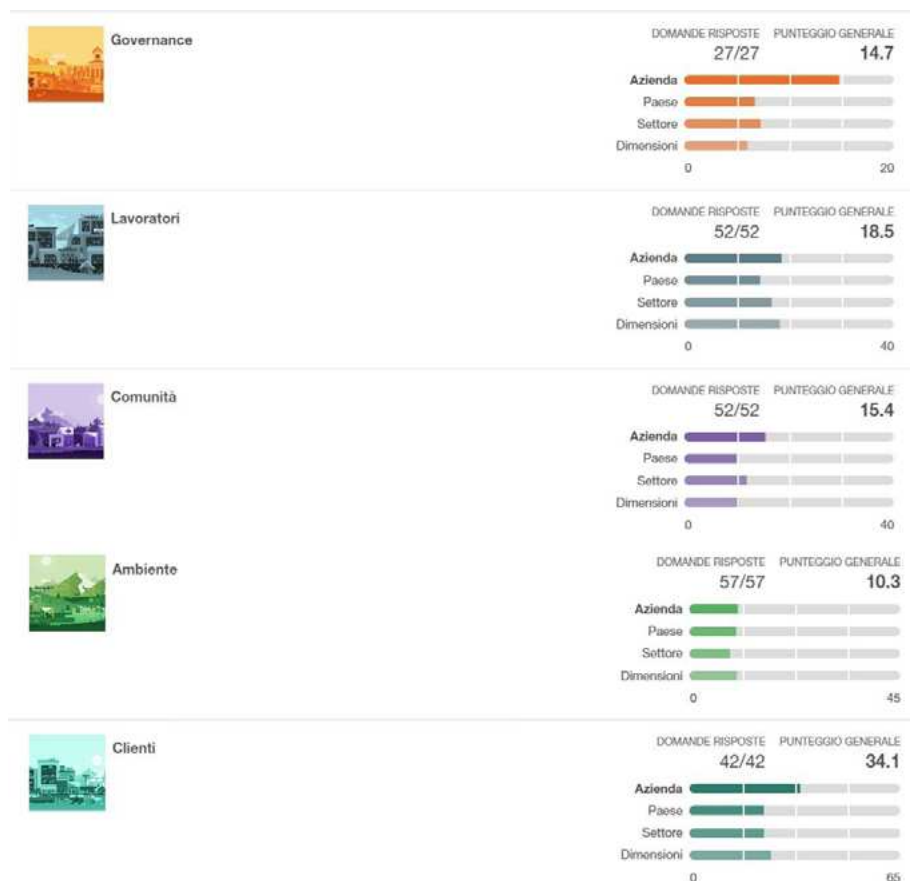 Governance
DOMANDE RISPOSTE PUNTEGGIO GENERALE
27/27 14.7
Azienda
Paese
Settore
Dimensioni
0 20
Lavoratori
DOMANDE RISPOSTE PUNTEGGIO GENERALE
52/52 18.5
Azienda
Paese
Settore
Dimensioni
0 40
Comunità
DOMANDE RISPOSTE PUNTEGGIO GENERALE
52/52 15.4
Azienda
Paese
Settore
Dimensioni
0 40
Ambiente
DOMANDE RISPOSTE PUNTEGGIO GENERALE
57/57 10.3
Azienda
Paese
Settore
Dimensioni
0 45
Clienti
DOMANDE RISPOSTE PUNTEGGIO GENERALE
42/42 34.1
Azienda
Paese
Settore
Dimensioni
0 65